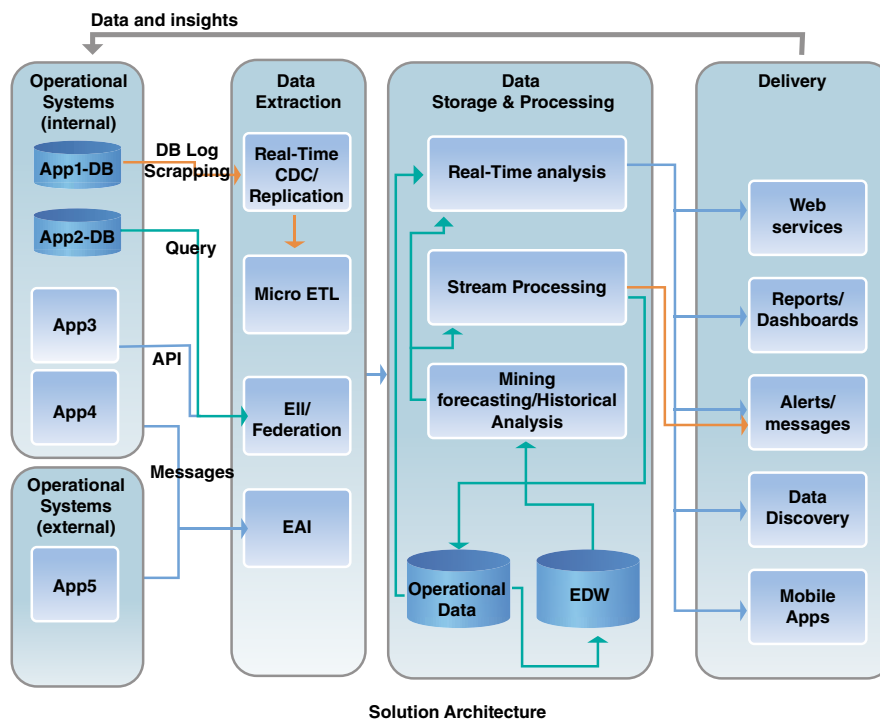 Data and insights
Operational
Systems
(internal)
App1-DB
App2-DB
App3
App4
Operational
Systems
(external)
App5
DB Log
Scrapping
Query
API
Messages
Data
Extraction
Real-Time
CDC/
Replication
Micro ETL
EII/
Federation
EAI
Data
Storage & Processing
Real-Time analysis
Stream Processing
Mining
forecasting/Historical
Analysis
Operational
Data
EDW
Delivery
Web
services
Reports/
Dashboards
Alerts/
messages
Data
Discovery
Mobile
Apps
Solution Architecture